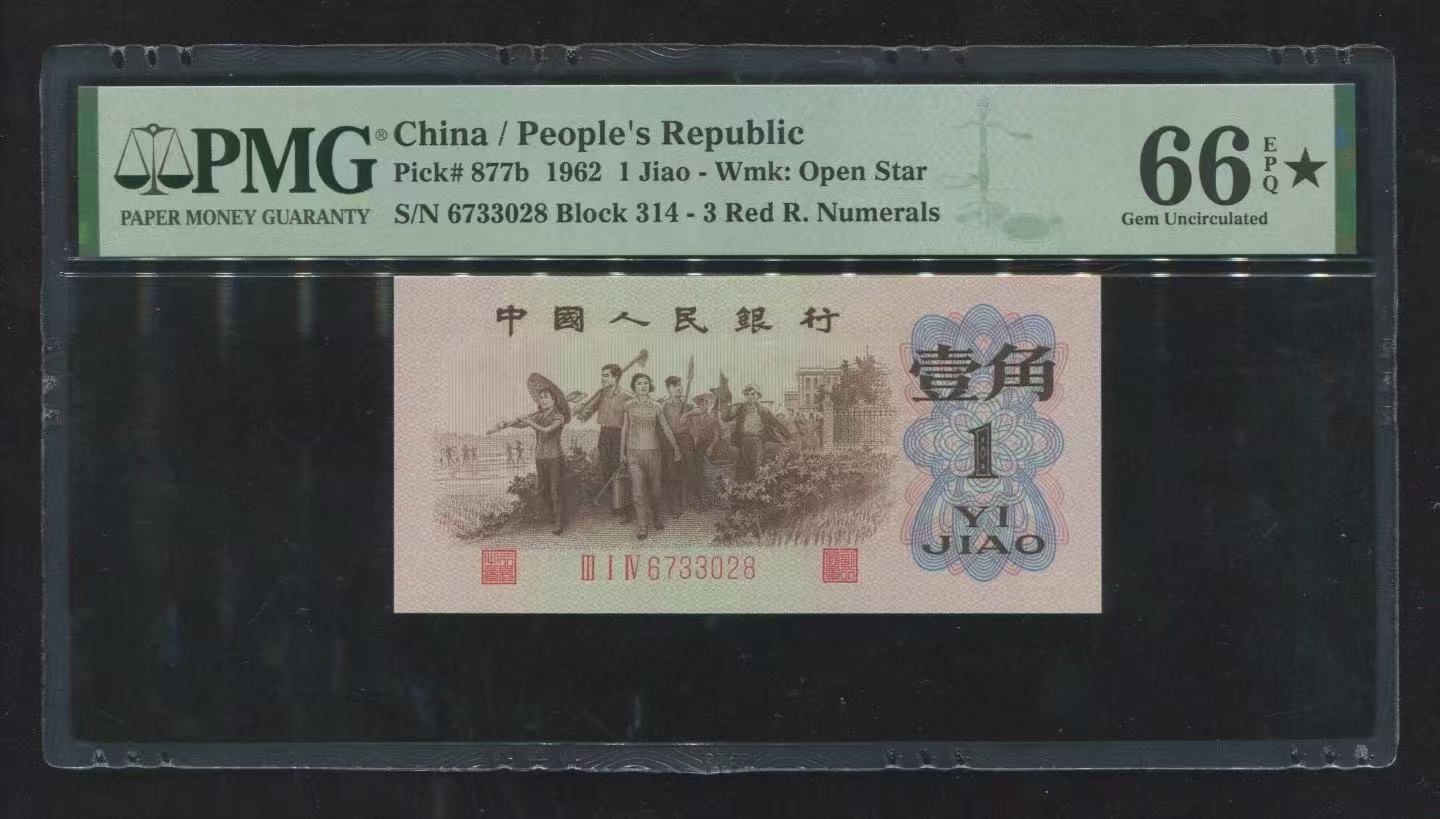 PMG®
PAPER MONEY GUARANTY
China / People's Republic
Pick# 877b 1962 1 Jiao - Wmk: Open Star
S/N 6733028 Block 314 - 3 Red R. Numerals
66 EPQ ★
Gem Uncirculated
中國人民銀行
壹角
1
YI
JIAO
III I IV 6733028